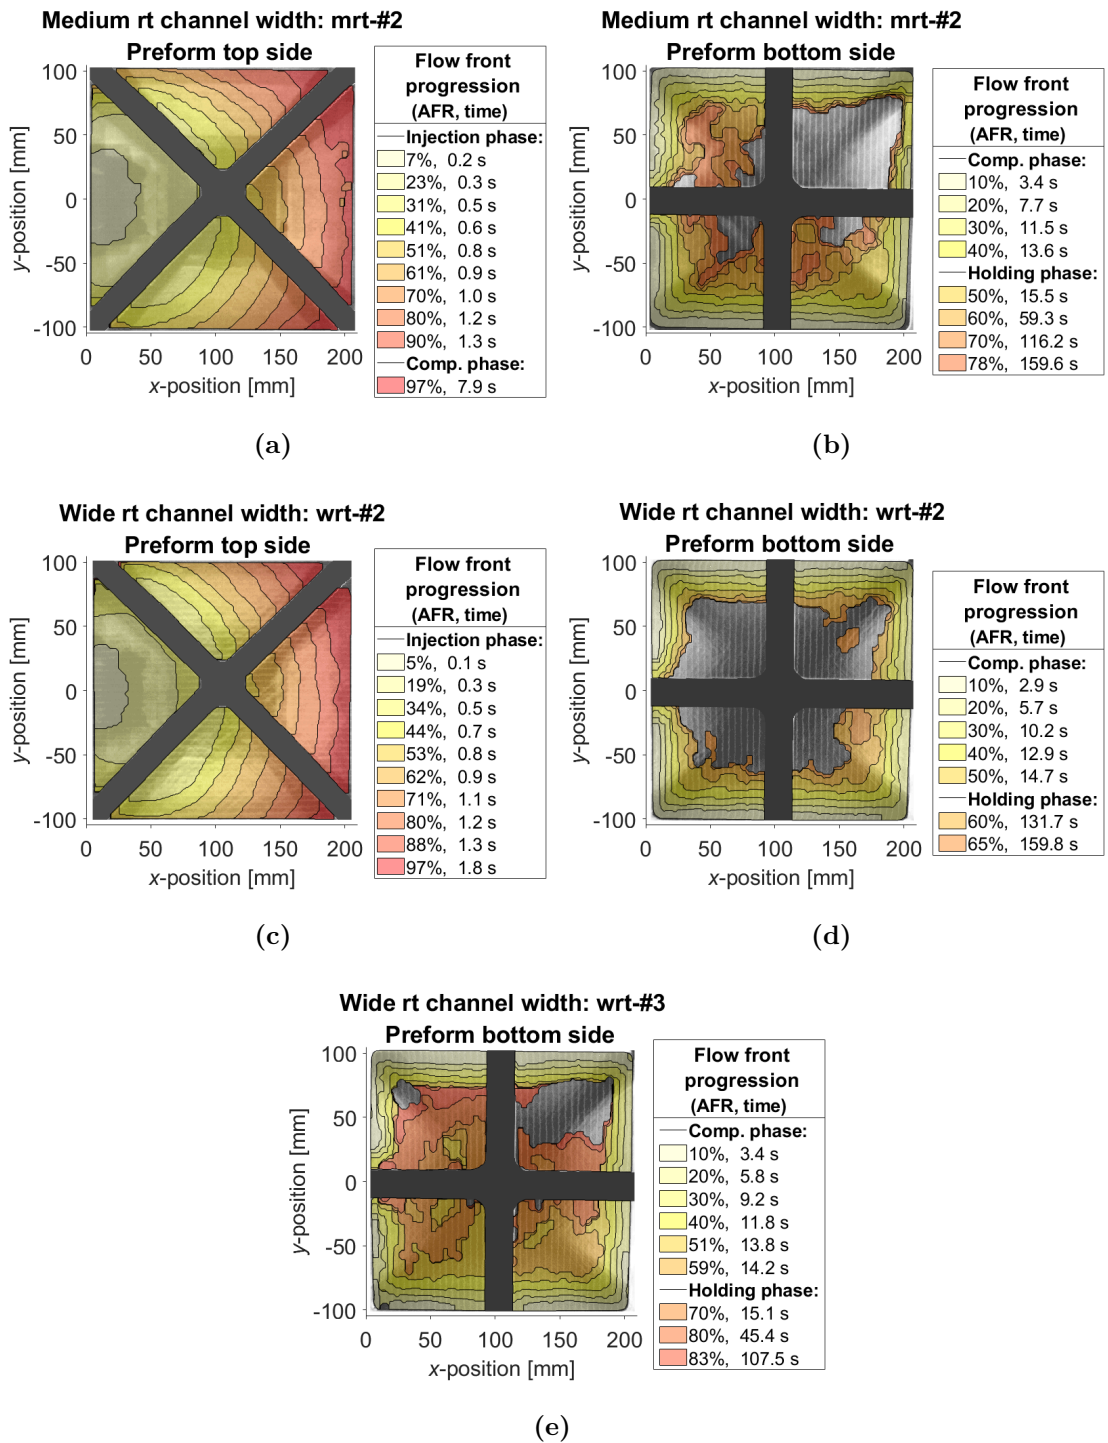 Medium rt channel width: mrt-#2
Preform top side
100
50
0
-50
-100
y-position [mm]
0 50 100 150 200
x-position [mm]
Flow front
progression
(AFR, time)
Injection phase:
7%, 0.2 s
23%, 0.3 s
31%, 0.5 s
41%, 0.6 s
51%, 0.8 s
61%, 0.9 s
70%, 1.0 s
80%, 1.2 s
90%, 1.3 s
Comp. phase:
97%, 7.9 s
(a)
Medium rt channel width: mrt-#2
Preform bottom side
100
50
0
-50
-100
y-position [mm]
0 50 100 150 200
x-position [mm]
Flow front
progression
(AFR, time)
Comp. phase:
10%, 3.4 s
20%, 7.7 s
30%, 11.5 s
40%, 13.6 s
Holding phase:
50%, 15.5 s
60%, 59.3 s
70%, 116.2 s
78%, 159.6 s
(b)
Wide rt channel width: wrt-#2
Preform top side
100
50
0
-50
-100
y-position [mm]
0 50 100 150 200
x-position [mm]
Flow front
progression
(AFR, time)
Injection phase:
5%, 0.1 s
19%, 0.3 s
34%, 0.5 s
44%, 0.7 s
53%, 0.8 s
62%, 0.9 s
71%, 1.1 s
80%, 1.2 s
88%, 1.3 s
97%, 1.8 s
(c)
Wide rt channel width: wrt-#2
Preform bottom side
100
50
0
-50
-100
y-position [mm]
0 50 100 150 200
x-position [mm]
Flow front
progression
(AFR, time)
Comp. phase:
10%, 2.9 s
20%, 5.7 s
30%, 10.2 s
40%, 12.9 s
50%, 14.7 s
Holding phase:
60%, 131.7 s
65%, 159.8 s
(d)
Wide rt channel width: wrt-#3
Preform bottom side
100
50
0
-50
-100
y-position [mm]
0 50 100 150 200
x-position [mm]
Flow front
progression
(AFR, time)
Comp. phase:
10%, 3.4 s
20%, 5.8 s
30%, 9.2 s
40%, 11.8 s
51%, 13.8 s
59%, 14.2 s
Holding phase:
70%, 15.1 s
80%, 45.4 s
83%, 107.5 s
(e)